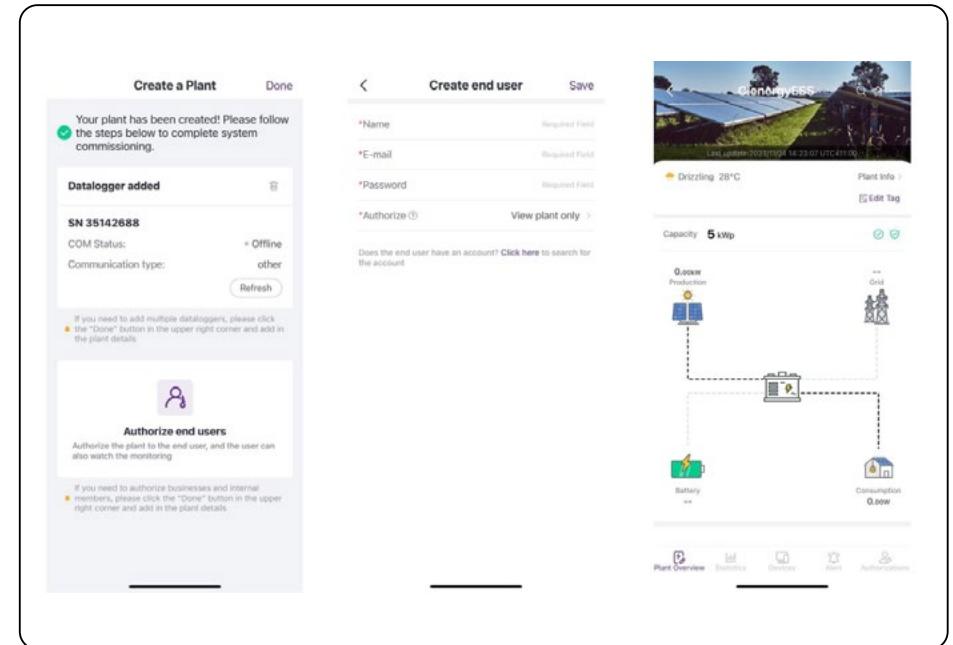 Create a Plant
Done
Your plant has been created! Please follow
the steps below to complete system
commissioning.
Datalogger added
SN 35142688
COM Status:
Offline
Communication type:
other
Refresh
If you need to add multiple dataloggers, please click
the "Done" button in the upper right corner and add in
the plant details
Authorize end users
Authorize the plant to the end user, and the user can
also watch the monitoring
If you need to authorize businesses and internal
members, please click the "Done" button in the upper
right corner and add in the plant details
Create end user
Save
*Name
Required Field
*E-mail
Required Field
*Password
Required Field
*Authorize
View plant only
Does the end user have an account? Click here to search for
the account
Last update
Drizzling 28°C
Plant Info
Edit Tag
Capacity 5 kWp
0.00kW
Production
--
Grid
Battery
--
Consumption
0.00W
Plant Overview
Statistics
Devices
Alert
Authorizations